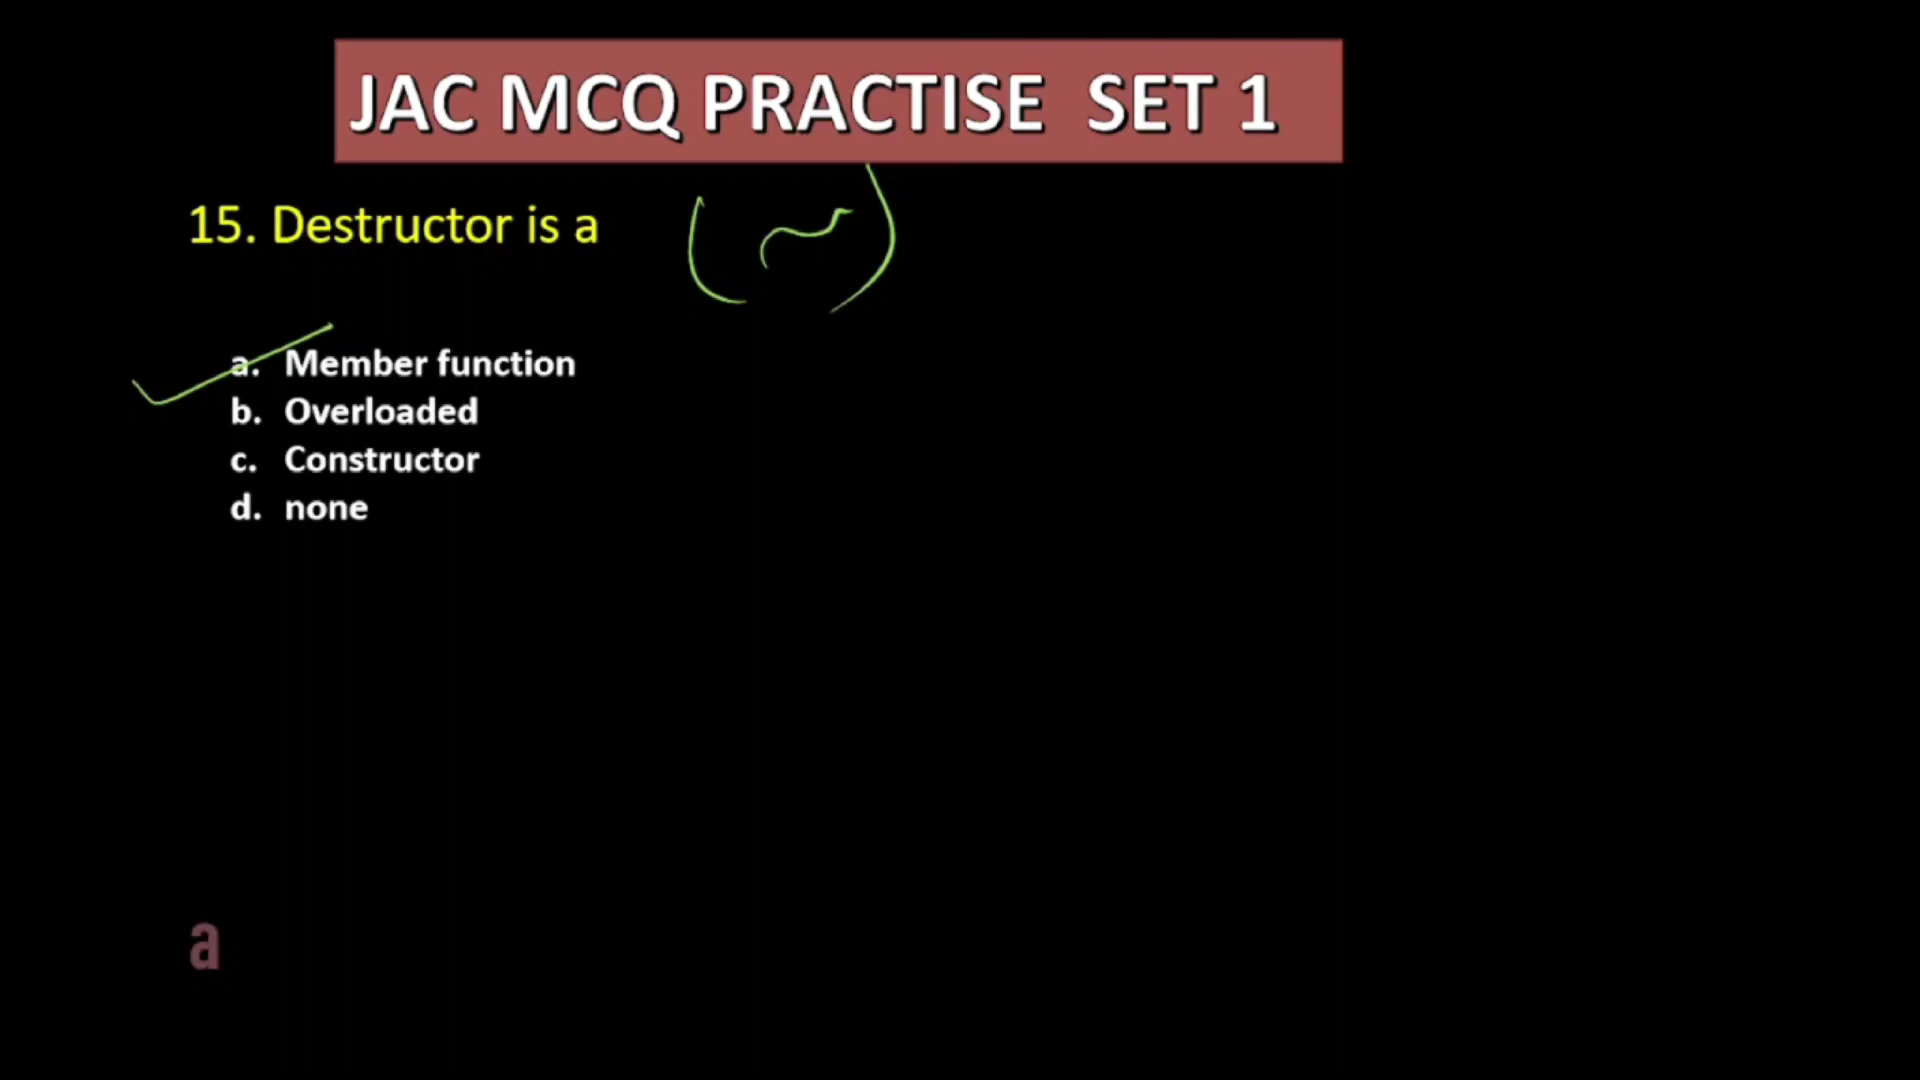 JAC MCQ PRACTISE SET 1
15. Destructor is a
a. Member function
b. Overloaded
c. Constructor
d. none
a